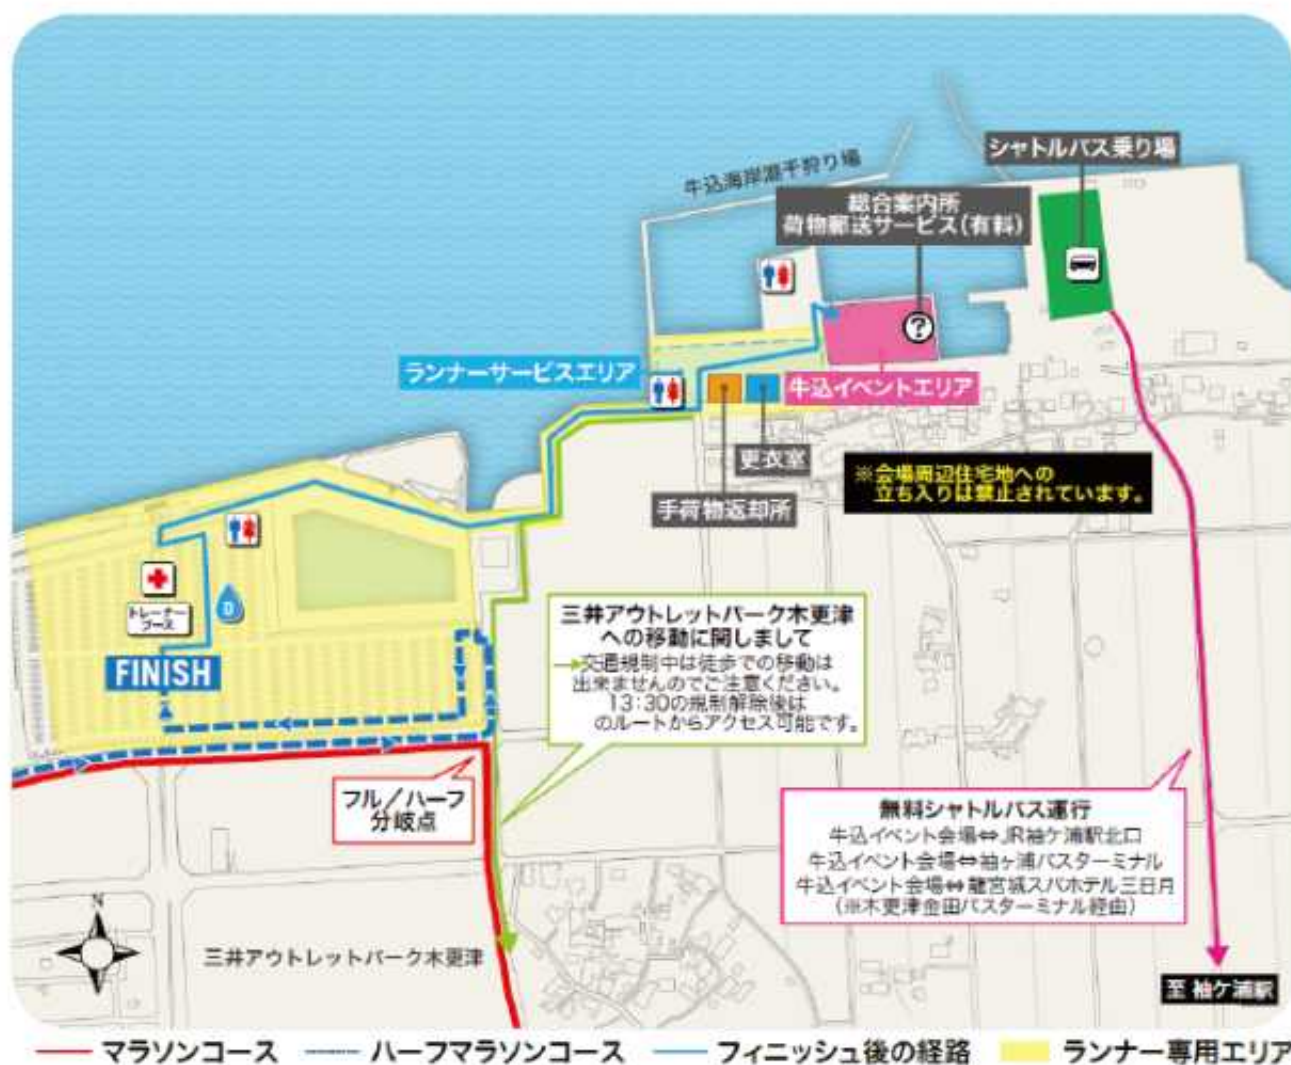 シャトルバス乗り場
牛込海岸潮干狩り場
総合案内所
荷物郵送サービス(有料)
?
ランナーサービスエリア
牛込イベントエリア
更衣室
手荷物返却所
※会場周辺住宅地への
立ち入りは禁止されています。
トレーナー
ブース
D
FINISH
三井アウトレットパーク木更津
への移動に関しまして
交通規制中は徒歩での移動は
出来ませんのでご注意ください。
13:30の規制解除後は
のルートからアクセス可能です。
フル/ハーフ
分岐点
無料シャトルバス運行
牛込イベント会場⇔JR袖ケ浦駅北口
牛込イベント会場⇔袖ヶ浦バスターミナル
牛込イベント会場⇔龍宮城スパホテル三日月
(※木更津金田バスターミナル経由)
N
三井アウトレットパーク木更津
至 袖ケ浦駅
マラソンコース
ハーフマラソンコース
フィニッシュ後の経路
ランナー専用エリア